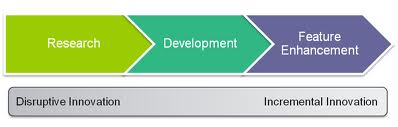 Research
Development
Feature
Enhancement
Disruptive Innovation
Incremental Innovation